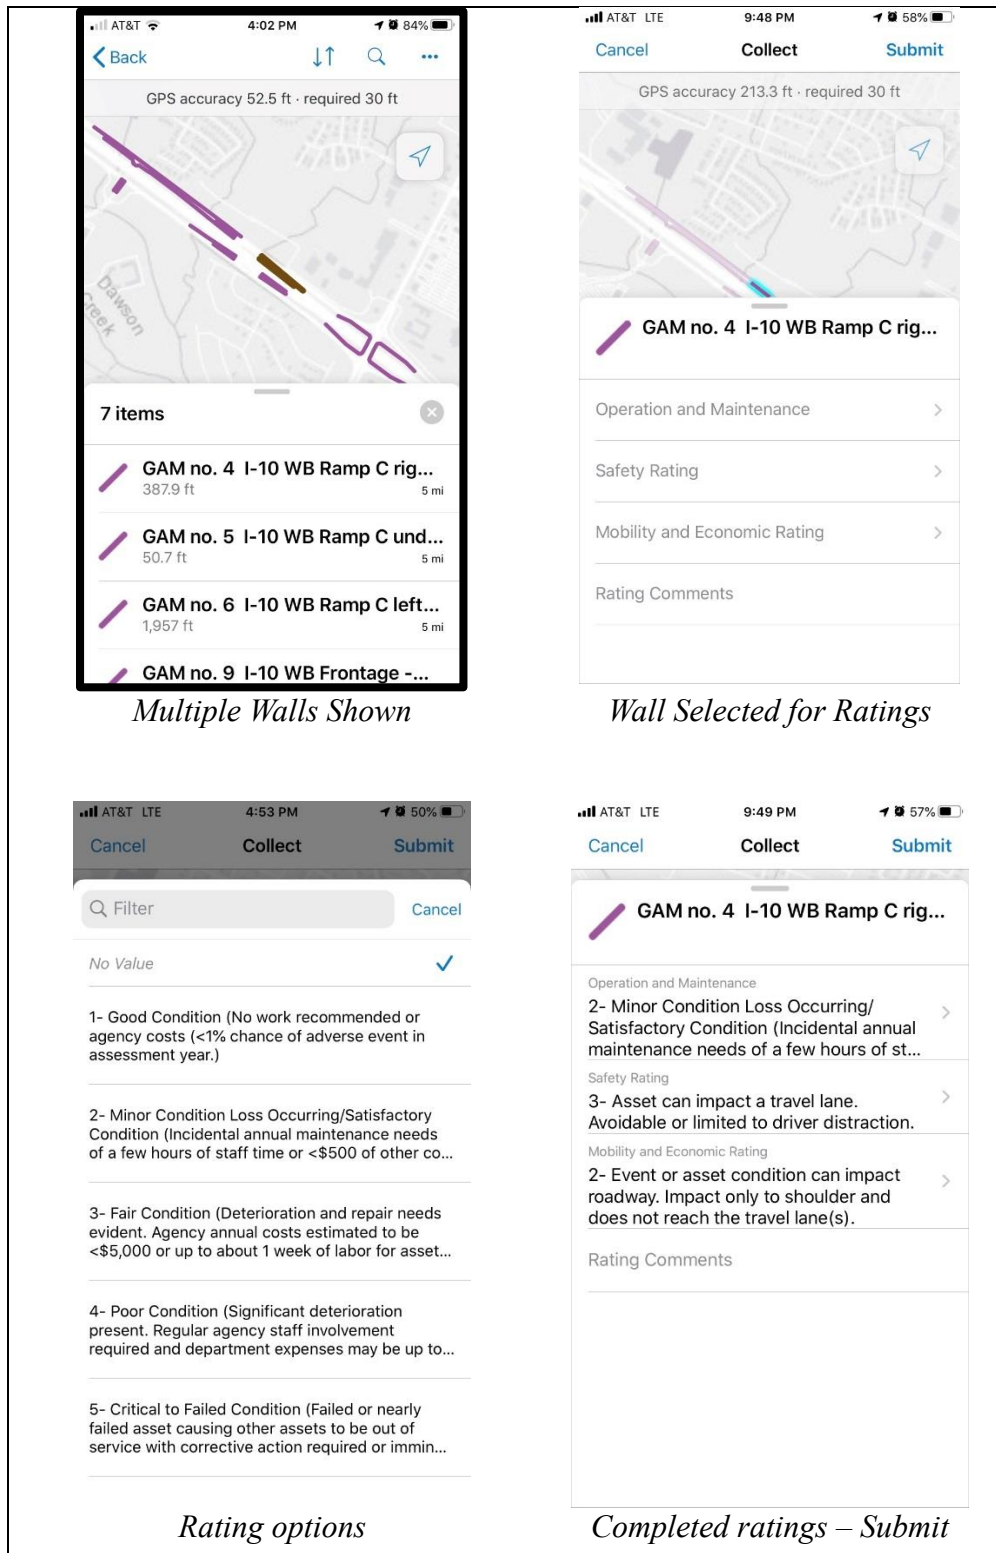 AT&T 4:02 PM 84%
Back
GPS accuracy 52.5 ft · required 30 ft
Dawson
Creek
7 items
GAM no. 4 I-10 WB Ramp C rig...
387.9 ft 5 mi
GAM no. 5 I-10 WB Ramp C und...
50.7 ft 5 mi
GAM no. 6 I-10 WB Ramp C left...
1,957 ft 5 mi
GAM no. 9 I-10 WB Frontage -...
Multiple Walls Shown
AT&T LTE 9:48 PM 58%
Cancel Collect Submit
GPS accuracy 213.3 ft · required 30 ft
GAM no. 4 I-10 WB Ramp C rig...
Operation and Maintenance
Safety Rating
Mobility and Economic Rating
Rating Comments
Wall Selected for Ratings
AT&T LTE 4:53 PM 50%
Cancel Collect Submit
Filter Cancel
No Value
1- Good Condition (No work recommended or
agency costs (<1% chance of adverse event in
assessment year.)
2- Minor Condition Loss Occurring/Satisfactory
Condition (Incidental annual maintenance needs
of a few hours of staff time or <$500 of other co...
3- Fair Condition (Deterioration and repair needs
evident. Agency annual costs estimated to be
<$5,000 or up to about 1 week of labor for asset...
4- Poor Condition (Significant deterioration
present. Regular agency staff involvement
required and department expenses may be up to...
5- Critical to Failed Condition (Failed or nearly
failed asset causing other assets to be out of
service with corrective action required or immin...
Rating options
AT&T LTE 9:49 PM 57%
Cancel Collect Submit
GAM no. 4 I-10 WB Ramp C rig...
Operation and Maintenance
2- Minor Condition Loss Occurring/
Satisfactory Condition (Incidental annual
maintenance needs of a few hours of st...
Safety Rating
3- Asset can impact a travel lane.
Avoidable or limited to driver distraction.
Mobility and Economic Rating
2- Event or asset condition can impact
roadway. Impact only to shoulder and
does not reach the travel lane(s).
Rating Comments
Completed ratings – Submit